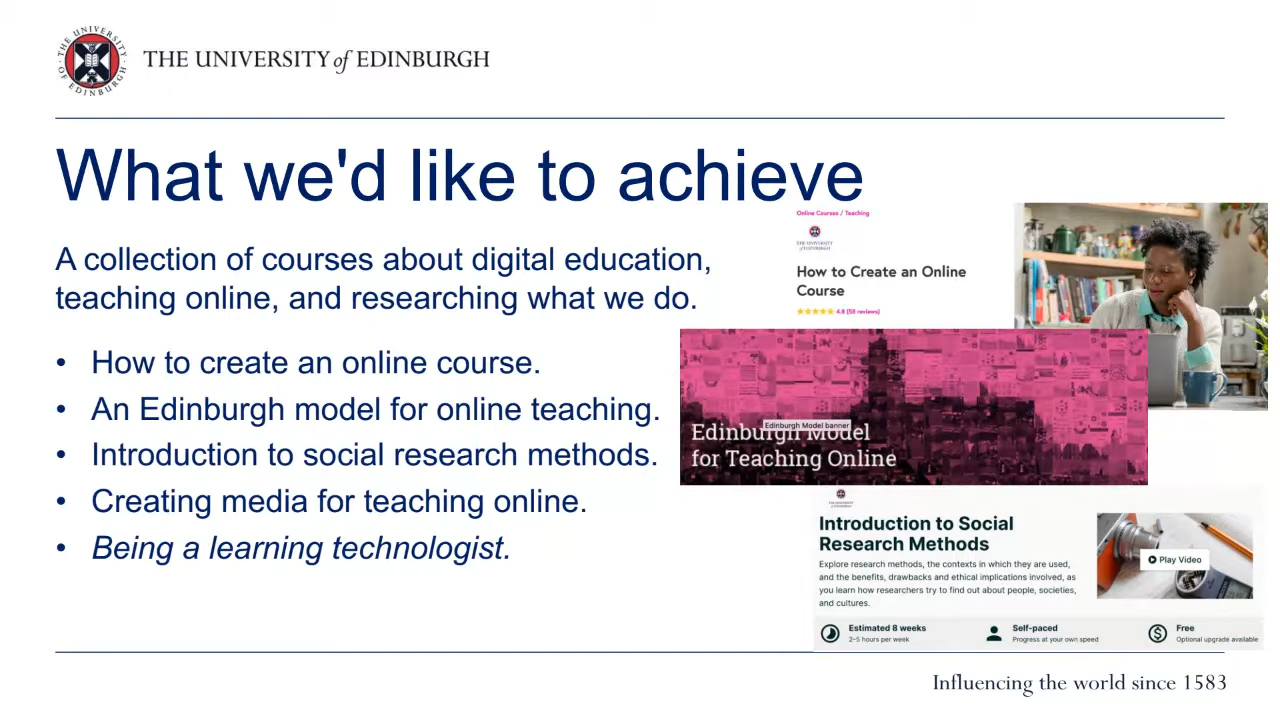 THE UNIVERSITY OF EDINBURGH
THE UNIVERSITY of EDINBURGH
What we'd like to achieve
A collection of courses about digital education,
teaching online, and researching what we do.
• How to create an online course.
• An Edinburgh model for online teaching.
• Introduction to social research methods.
• Creating media for teaching online.
• Being a learning technologist.
Online Courses / Teaching
THE UNIVERSITY
of EDINBURGH
How to Create an Online
Course
4.8 (58 reviews)
Edinburgh Model banner
Edinburgh Model
for Teaching Online
THE UNIVERSITY
of EDINBURGH
Introduction to Social
Research Methods
Explore research methods, the contexts in which they are used,
and the benefits, drawbacks and ethical implications involved, as
you learn how researchers try to find out about people, societies,
and cultures.
Play Video
Estimated 8 weeks
2–5 hours per week
Self-paced
Progress at your own speed
Free
Optional upgrade available
Influencing the world since 1583